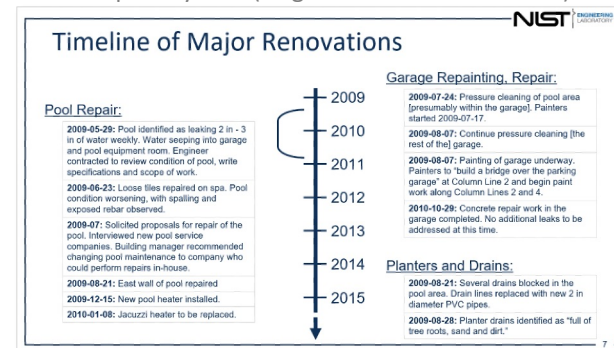 NIST ENGINEERING
LABORATORY
Timeline of Major Renovations
Pool Repair:
2009-05-29: Pool identified as leaking 2 in - 3
in of water weekly. Water seeping into garage
and pool equipment room. Engineer
contracted to review condition of pool, write
specifications and scope of work.
2009-06-23: Loose tiles repaired on spa. Pool
condition worsening, with spalling and
exposed rebar observed.
2009-07: Solicited proposals for repair of the
pool. Interviewed new pool service
companies. Building manager recommended
changing pool maintenance to company who
could perform repairs in-house.
2009-08-21: East wall of pool repaired
2009-12-15: New pool heater installed.
2010-01-08: Jacuzzi heater to be replaced.
2009
2010
2011
2012
2013
2014
2015
Garage Repainting, Repair:
2009-07-24: Pressure cleaning of pool area
[presumably within the garage]. Painters
started 2009-07-17.
2009-08-07: Continue pressure cleaning [the
rest of the] garage.
2009-08-07: Painting of garage underway.
Painters to “build a bridge over the parking
garage” at Column Line 2 and begin paint
work along Column Lines 2 and 4.
2010-10-29: Concrete repair work in the
garage completed. No additional leaks to be
addressed at this time.
Planters and Drains:
2009-08-21: Several drains blocked in the
pool area. Drain lines replaced with new 2 in
diameter PVC pipes.
2009-08-28: Planter drains identified as “full of
tree roots, sand and dirt.”
7